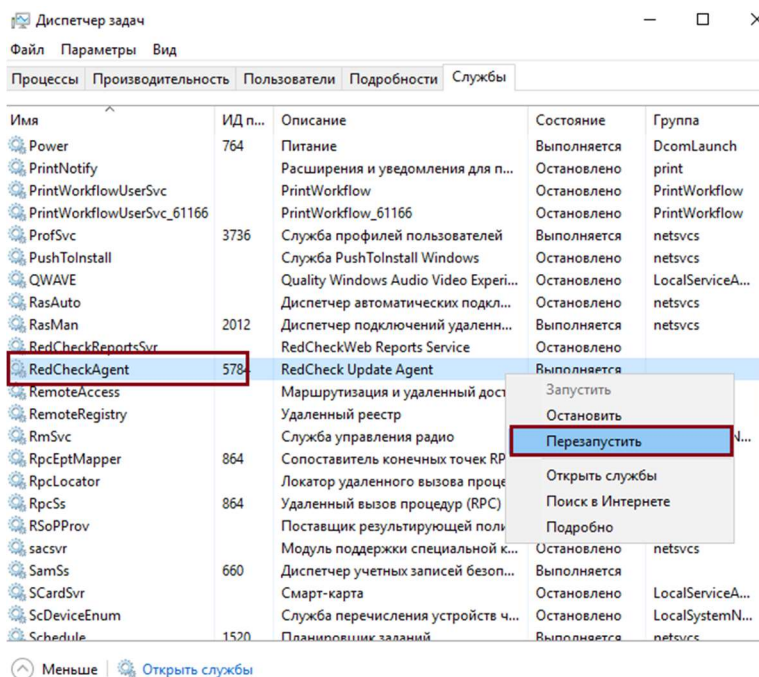 Диспетчер задач
Файл Параметры Вид
Процессы Производительность Пользователи Подробности Службы
Имя ИД п... Описание Состояние Группа
Power 764 Питание Выполняется DcomLaunch
PrintNotify Расширения и уведомления для п... Остановлено print
PrintWorkflowUserSvc PrintWorkflow Остановлено PrintWorkflow
PrintWorkflowUserSvc_61166 PrintWorkflow_61166 Остановлено PrintWorkflow
ProfSvc 3736 Служба профилей пользователей Выполняется netsvcs
PushToInstall Служба PushToInstall Windows Остановлено netsvcs
QWAVE Quality Windows Audio Video Experi... Остановлено LocalServiceA...
RasAuto Диспетчер автоматических подкл... Остановлено netsvcs
RasMan 2012 Диспетчер подключений удаленн... Выполняется netsvcs
RedCheckReportsSvr RedCheckWeb Reports Service Остановлено
RedCheckAgent 5784 RedCheck Update Agent Выполняется
RemoteAccess Маршрутизация и удаленный дост Запустить
RemoteRegistry Удаленный реестр Остановить
RmSvc Служба управления радио Перезапустить
RpcEptMapper 864 Сопоставитель конечных точек RP
RpcLocator Локатор удаленного вызова проце Открыть службы
RpcSs 864 Удаленный вызов процедур (RPC) Поиск в Интернете
RSoPProv Поставщик результирующей поли Подробно
sacsvr Модуль поддержки специальной к... Остановлено netsvcs
SamSs 660 Диспетчер учетных записей безоп... Выполняется
SCardSvr Смарт-карта Остановлено LocalServiceA...
ScDeviceEnum Служба перечисления устройств ч... Остановлено LocalSystemN...
Schedule 1520 Планировщик заданий Выполняется netsvcs
Меньше Открыть службы